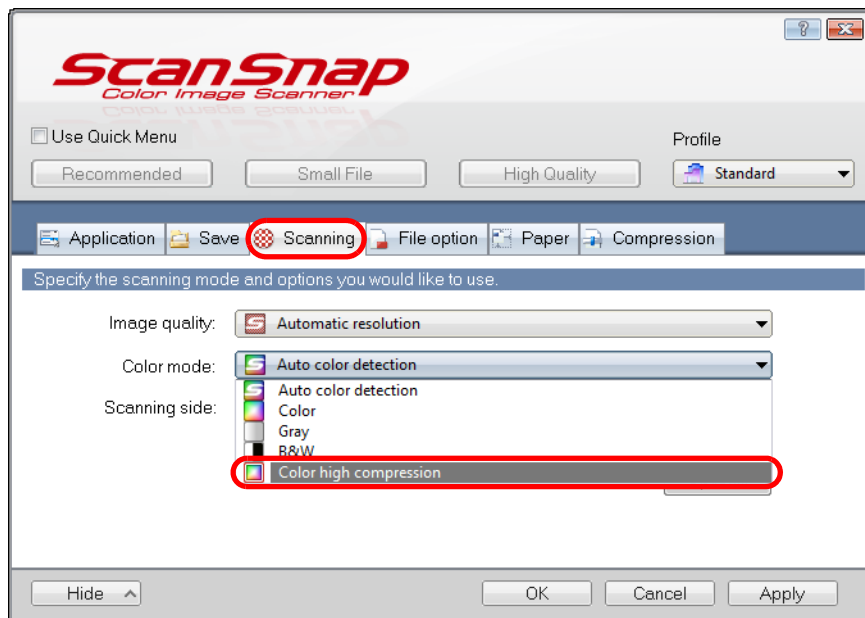 ScanSnap
Color Image Scanner
Use Quick Menu
Profile
Recommended Small File High Quality Standard
Application Save Scanning File option Paper Compression
Specify the scanning mode and options you would like to use.
Image quality: Automatic resolution
Color mode: Auto color detection
Auto color detection
Scanning side: Color
Gray
B&W
Color high compression
Hide OK Cancel Apply